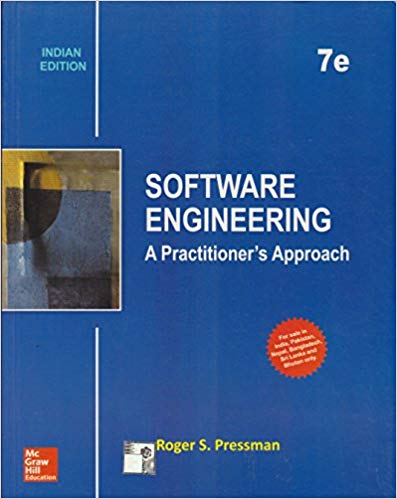 INDIAN
EDITION
7e
SOFTWARE
ENGINEERING
A Practitioner's Approach
For sale in
India, Pakistan,
Nepal, Bangladesh,
Sri Lanka and
Bhutan only
Mc
Graw
Hill
Education
Roger S. Pressman